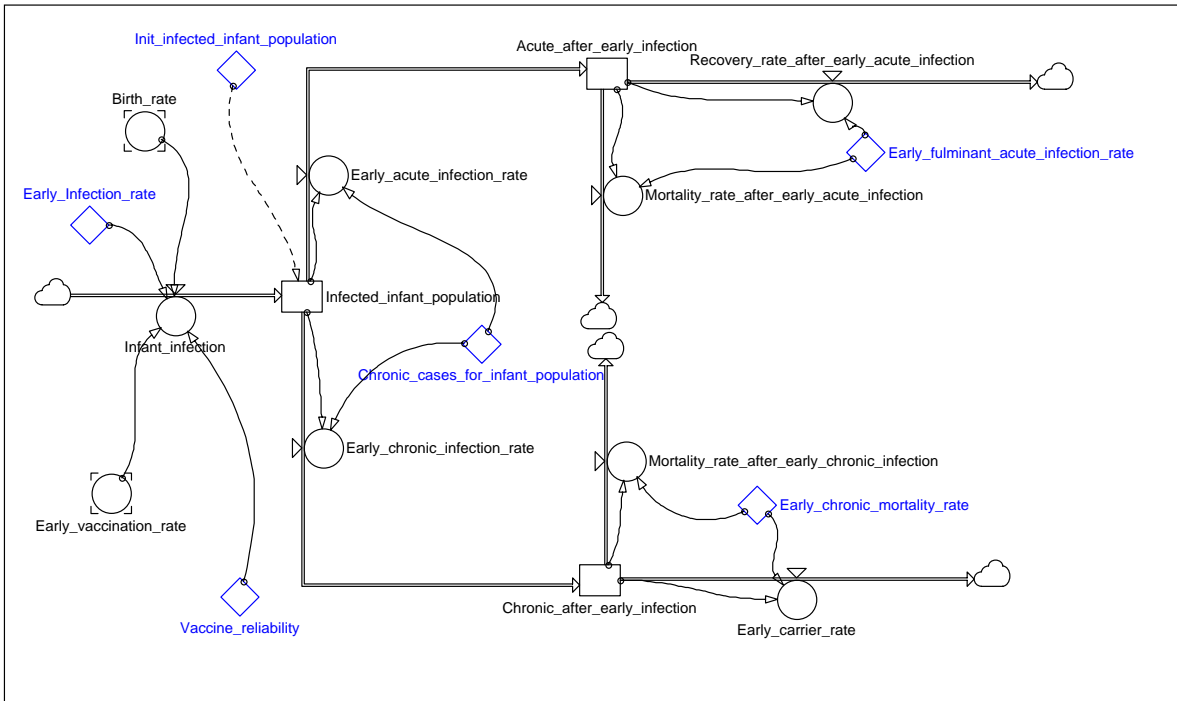 Init_infected_infant_population
Acute_after_early_infection
Recovery_rate_after_early_acute_infection
Birth_rate
Early_fulminant_acute_infection_rate
Early_acute_infection_rate
Early_Infection_rate
Mortality_rate_after_early_acute_infection
Infected_infant_population
Infant_infection
Chronic_cases_for_infant_population
Early_chronic_infection_rate
Mortality_rate_after_early_chronic_infection
Early_chronic_mortality_rate
Early_vaccination_rate
Chronic_after_early_infection
Vaccine_reliability
Early_carrier_rate